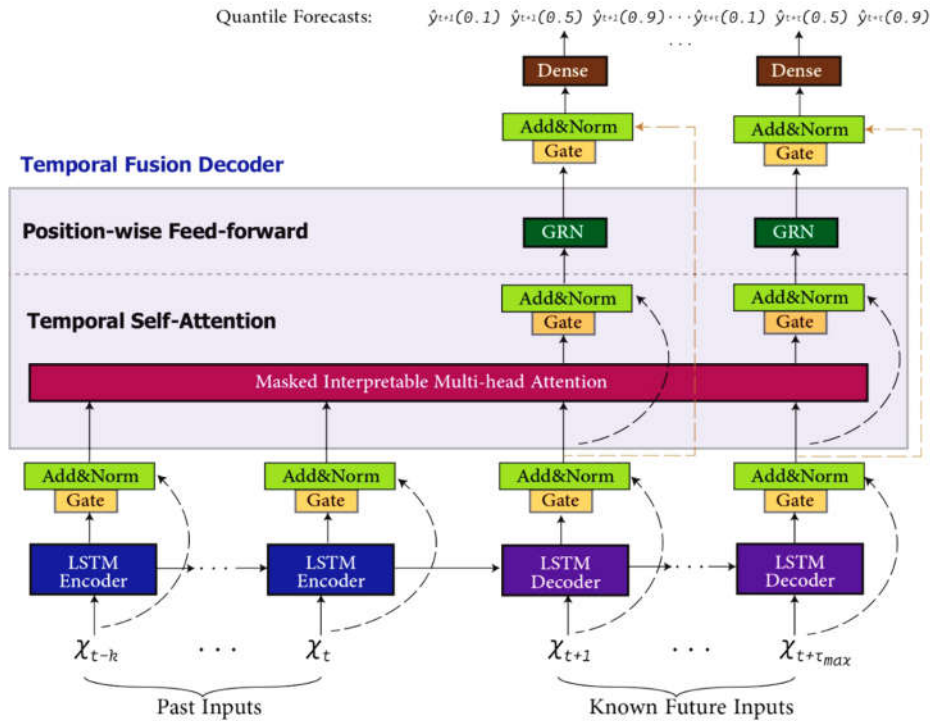 Quantile Forecasts: ŷt+1(0.1) ŷt+1(0.5) ŷt+1(0.9)···ŷt+τ(0.1) ŷt+τ(0.5) ŷt+τ(0.9)
...
Dense Dense
Add&Norm Add&Norm
Gate Gate
Temporal Fusion Decoder
Position-wise Feed-forward
GRN GRN
Add&Norm Add&Norm
Temporal Self-Attention
Gate Gate
Masked Interpretable Multi-head Attention
Add&Norm Add&Norm Add&Norm Add&Norm
Gate Gate Gate Gate
LSTM LSTM LSTM LSTM
Encoder ··· Encoder Decoder ··· Decoder
χt-k ··· χt χt+1 ··· χt+τmax
Past Inputs Known Future Inputs